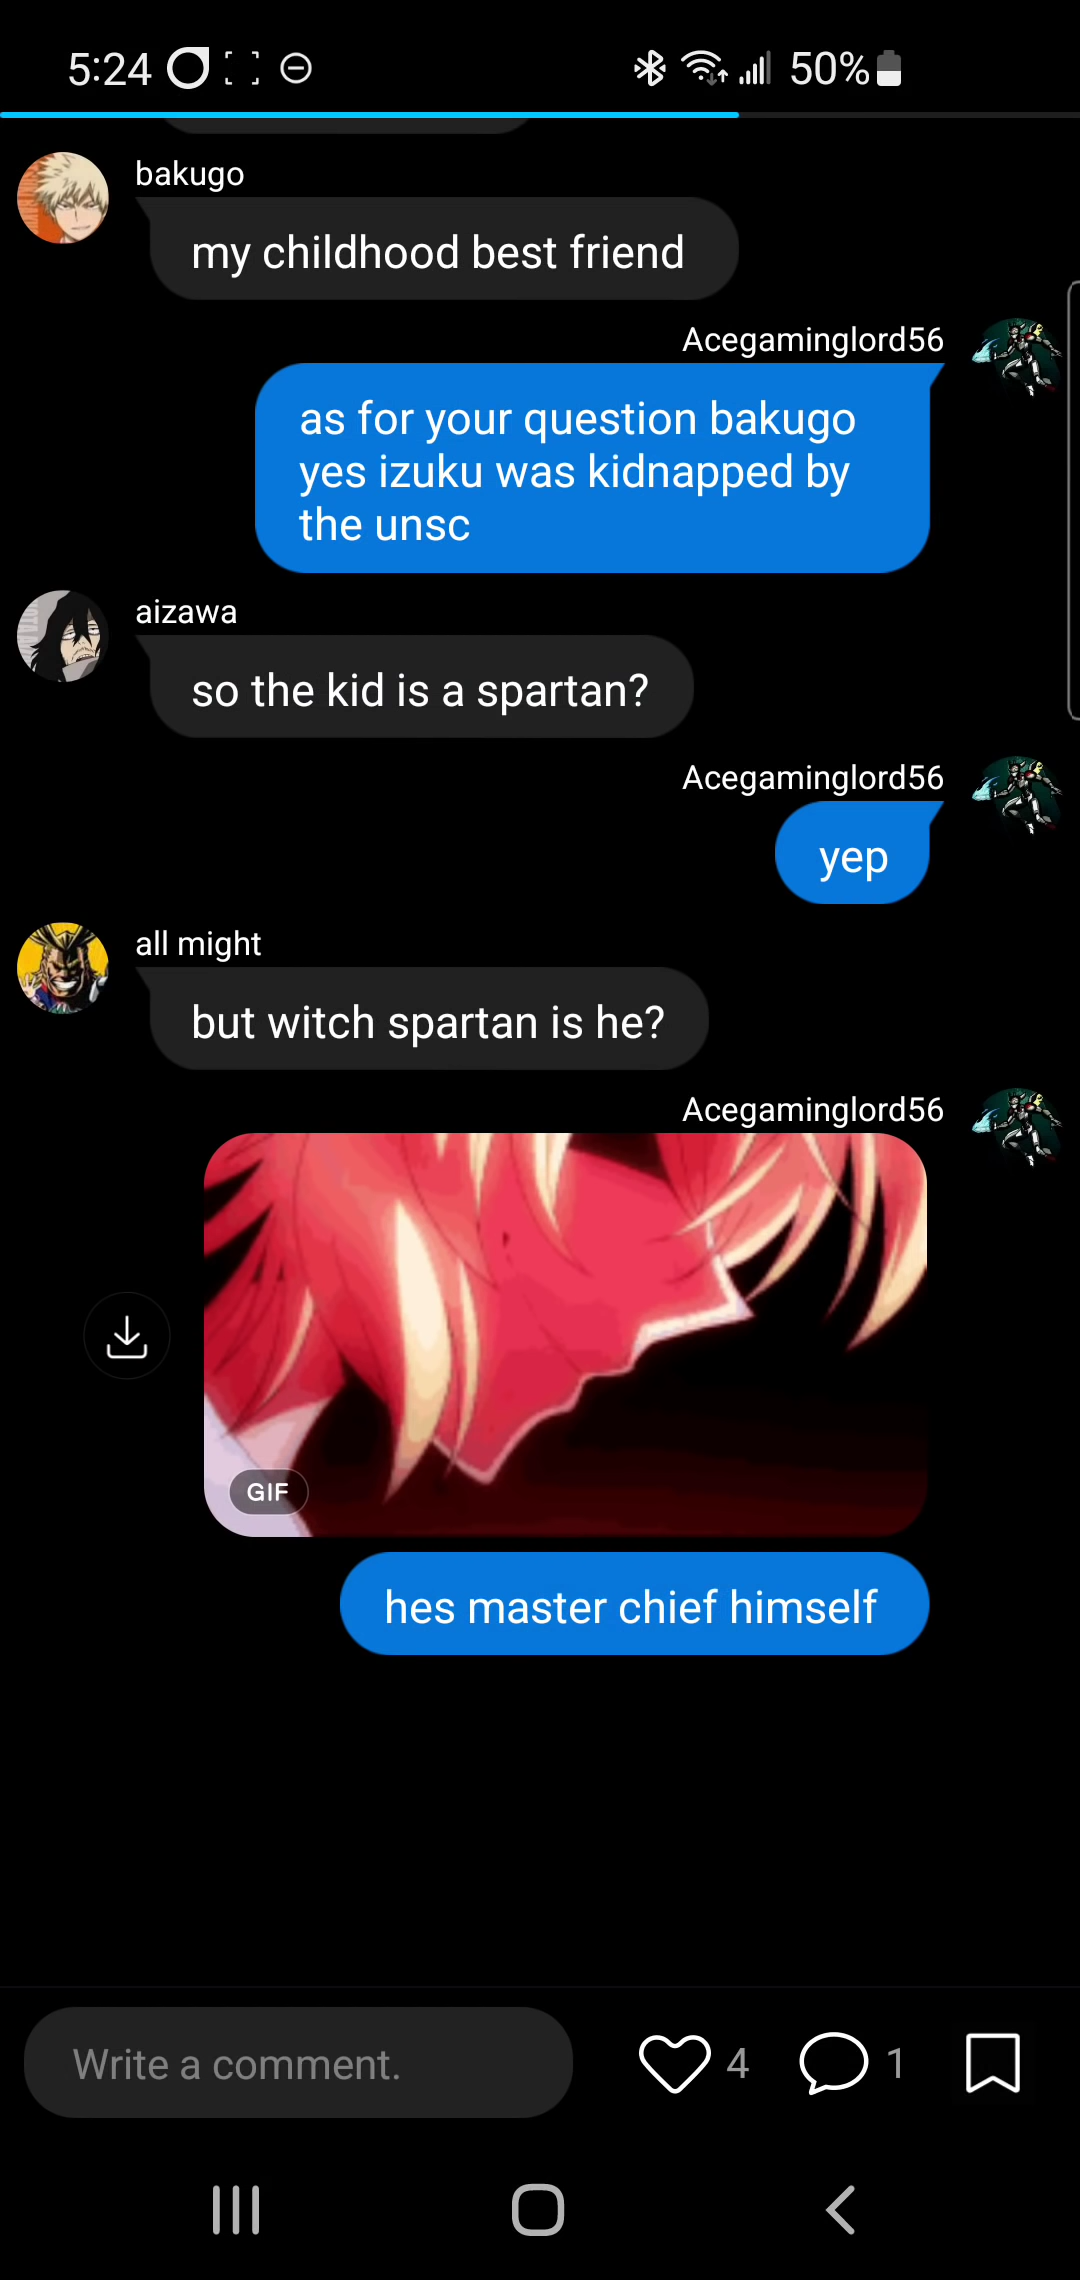 5:24
50%
bakugo
my childhood best friend
Acegaminglord56
as for your question bakugo
yes izuku was kidnapped by
the unsc
aizawa
so the kid is a spartan?
Acegaminglord56
yep
all might
but witch spartan is he?
Acegaminglord56
GIF
hes master chief himself
Write a comment.
4
1